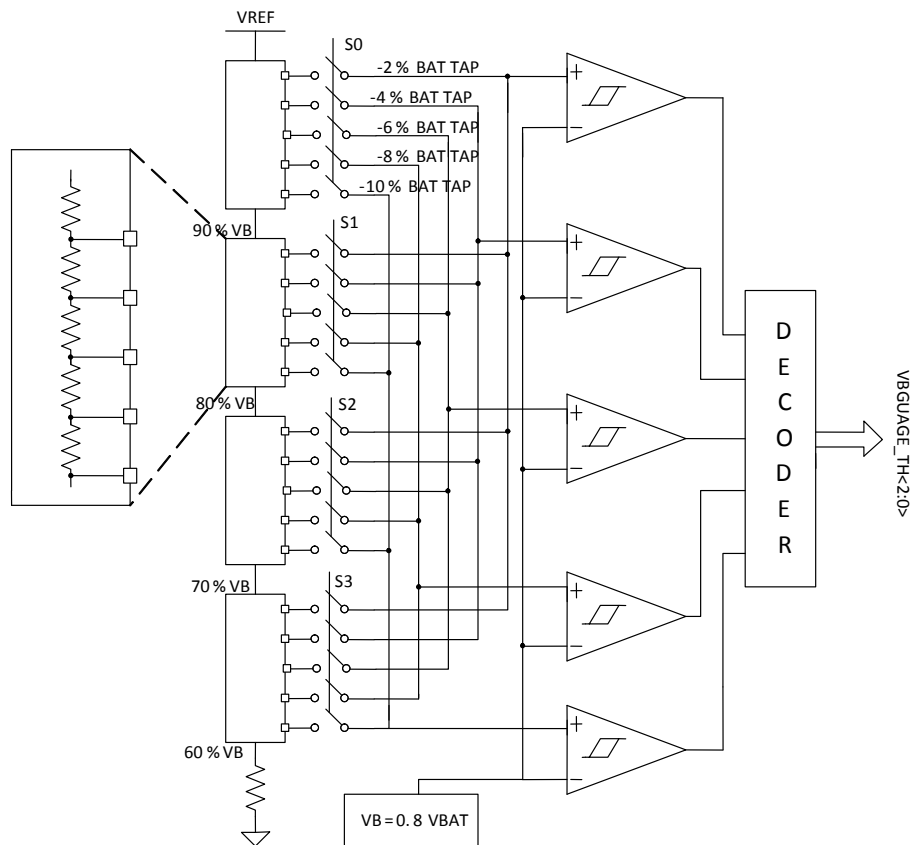 VREF
S0
-2% BAT TAP
-4% BAT TAP
-6% BAT TAP
-8% BAT TAP
-10% BAT TAP
90% VB
S1
80% VB
S2
70% VB
S3
60% VB
VB=0.8 VBAT
+
−
+
−
+
−
+
−
+
−
DECODER
VBGUAGE_TH<2:0>